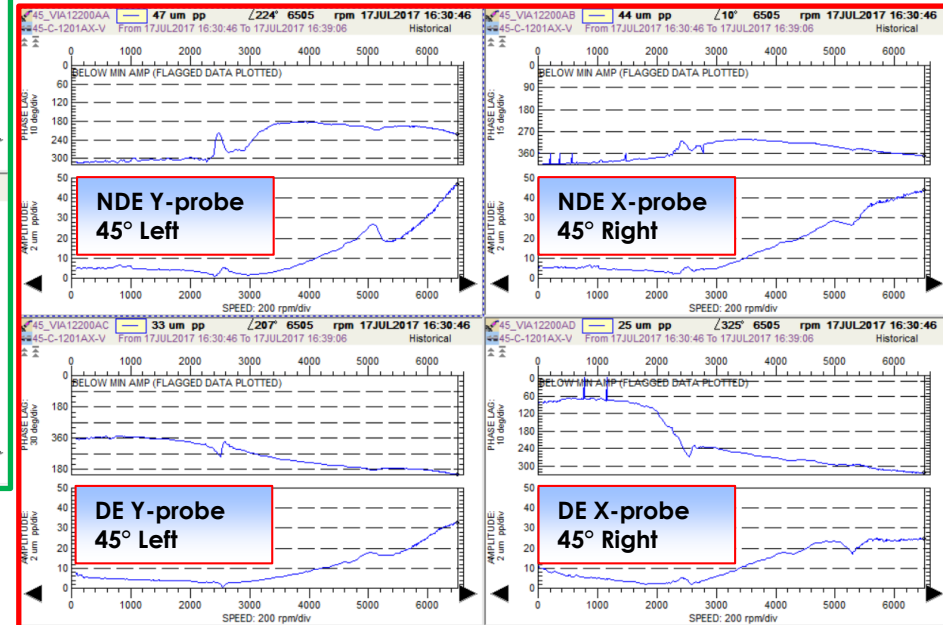 45_VIA12200AA 47 um pp ∠224° 6505 rpm 17JUL2017 16:30:46
45-C-1201AX-V From 17JUL2017 16:30:46 To 17JUL2017 16:39:06 Historical
0 1000 2000 3000 4000 5000 6000
BELOW MIN AMP (FLAGGED DATA PLOTTED)
PHASE LAG:
10 deg/div
0
60
120
180
240
300
NDE Y-probe
45° Left
AMPLITUDE:
2 um pp/div
50
40
30
20
10
0
0 1000 2000 3000 4000 5000 6000
SPEED: 200 rpm/div
45_VIA12200AB 44 um pp ∠10° 6505 rpm 17JUL2017 16:30:46
45-C-1201AX-V From 17JUL2017 16:30:46 To 17JUL2017 16:39:06 Historical
0 1000 2000 3000 4000 5000 6000
BELOW MIN AMP (FLAGGED DATA PLOTTED)
PHASE LAG:
15 deg/div
0
90
180
270
360
NDE X-probe
45° Right
AMPLITUDE:
2 um pp/div
50
40
30
20
10
0
0 1000 2000 3000 4000 5000 6000
SPEED: 200 rpm/div
45_VIA12200AC 33 um pp ∠207° 6505 rpm 17JUL2017 16:30:46
45-C-1201AX-V From 17JUL2017 16:30:46 To 17JUL2017 16:39:06 Historical
0 1000 2000 3000 4000 5000 6000
BELOW MIN AMP (FLAGGED DATA PLOTTED)
PHASE LAG:
30 deg/div
0
180
360
180
DE Y-probe
45° Left
AMPLITUDE:
2 um pp/div
50
40
30
20
10
0
0 1000 2000 3000 4000 5000 6000
SPEED: 200 rpm/div
45_VIA12200AD 25 um pp ∠325° 6505 rpm 17JUL2017 16:30:46
45-C-1201AX-V From 17JUL2017 16:30:46 To 17JUL2017 16:39:06 Historical
0 1000 2000 3000 4000 5000 6000
BELOW MIN AMP (FLAGGED DATA PLOTTED)
PHASE LAG:
10 deg/div
0
60
120
180
240
300
DE X-probe
45° Right
AMPLITUDE:
2 um pp/div
50
40
30
20
10
0
0 1000 2000 3000 4000 5000 6000
SPEED: 200 rpm/div